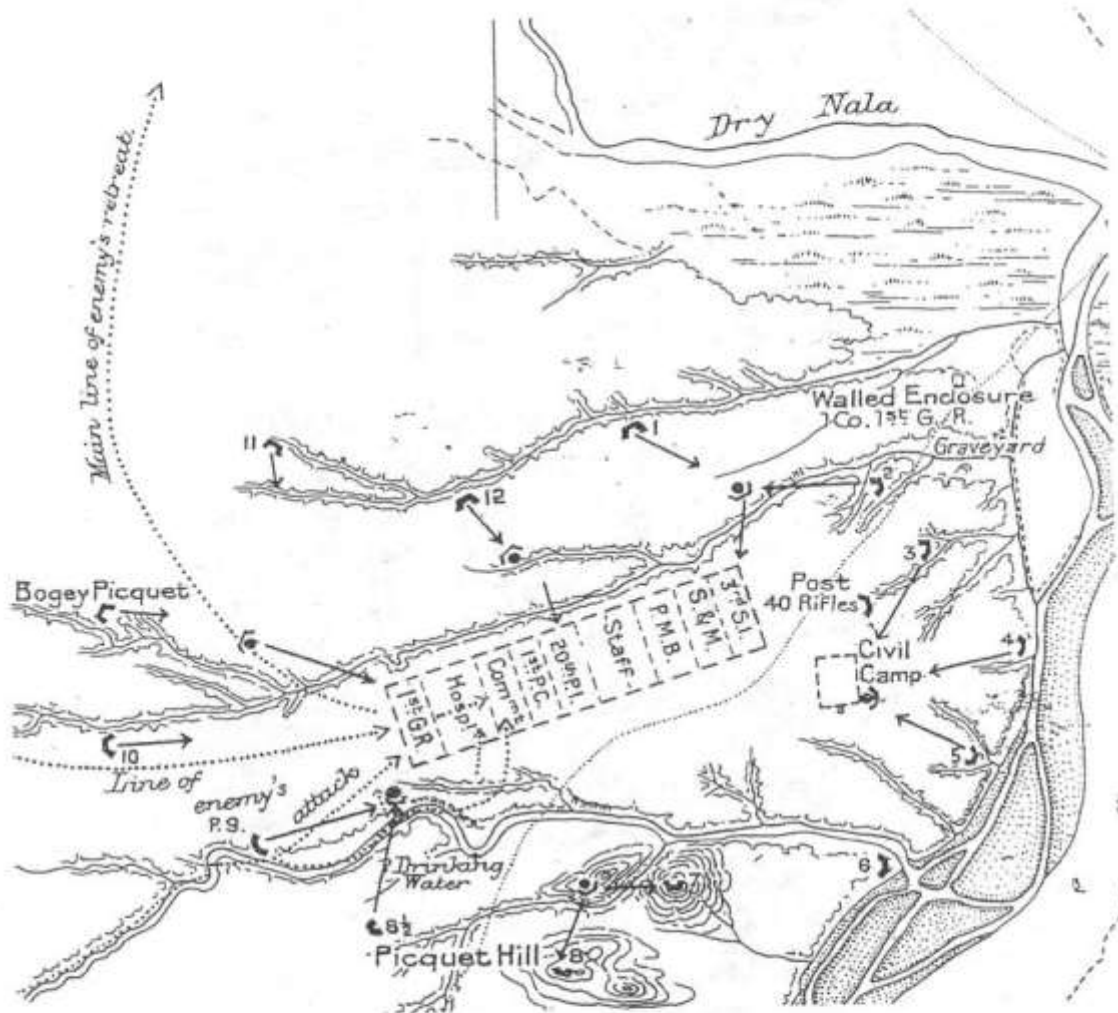 Dry Nala
Main line of enemy's retreat.
Walled Enclosure
Co. 1st G. R.
Graveyard
1
2
11
12
3
Bogey Picquet
Post
40 Rifles
3rd S.I.
S. & M.
P. M. B.
Staff
20th P.I.
1st P.C.
Commt
Hospl
1st G.R.
4
Civil
Camp
10
5
Line of
enemy's
attack
P. 9.
Drinking
Water
6
7
8½
Picquet Hill
8